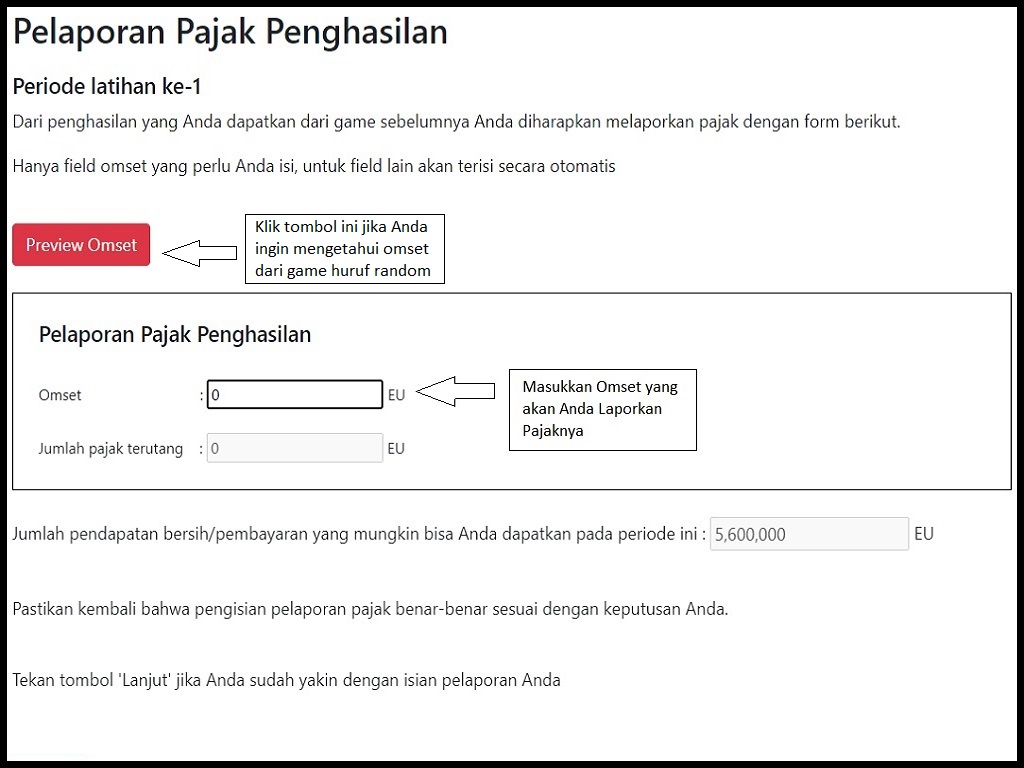 Pelaporan Pajak Penghasilan
Periode latihan ke-1
Dari penghasilan yang Anda dapatkan dari game sebelumnya Anda diharapkan melaporkan pajak dengan form berikut.
Hanya field omset yang perlu Anda isi, untuk field lain akan terisi secara otomatis
Preview Omset
Klik tombol ini jika Anda
ingin mengetahui omset
dari game huruf random
Pelaporan Pajak Penghasilan
Omset : 0 EU
Masukkan Omset yang
akan Anda Laporkan
Pajaknya
Jumlah pajak terutang : 0 EU
Jumlah pendapatan bersih/pembayaran yang mungkin bisa Anda dapatkan pada periode ini : 5,600,000 EU
Pastikan kembali bahwa pengisian pelaporan pajak benar-benar sesuai dengan keputusan Anda.
Tekan tombol 'Lanjut' jika Anda sudah yakin dengan isian pelaporan Anda